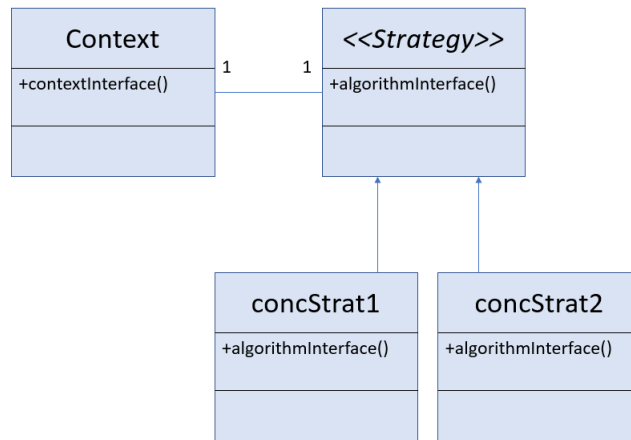 Context
+contextInterface()
1
1
<<Strategy>>
+algorithmInterface()
concStrat1
+algorithmInterface()
concStrat2
+algorithmInterface()